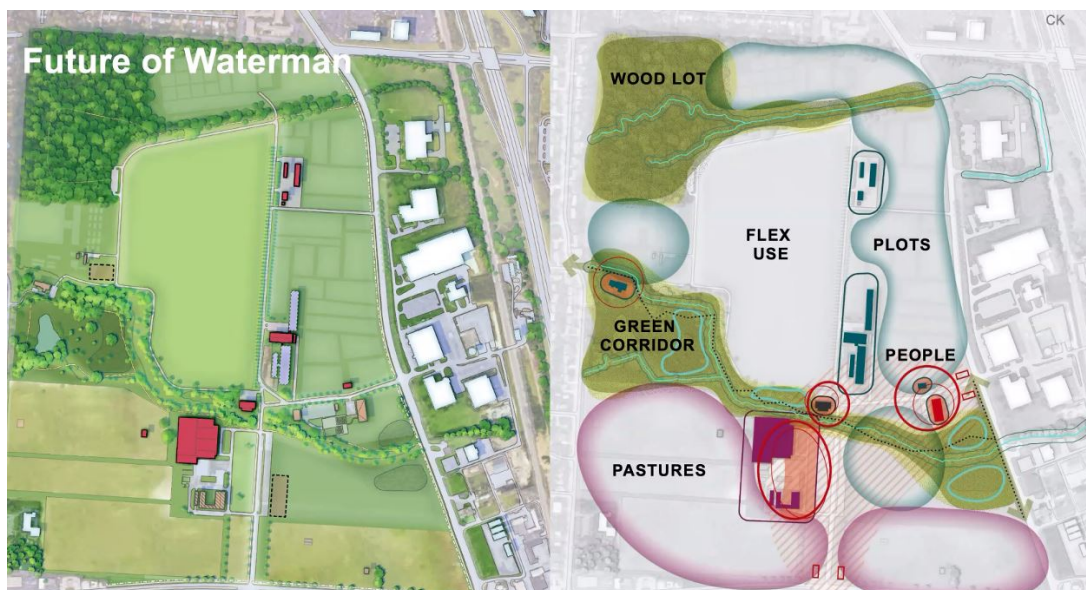 CK
Future of Waterman
WOOD LOT
FLEX
USE
PLOTS
GREEN
CORRIDOR
PEOPLE
PASTURES